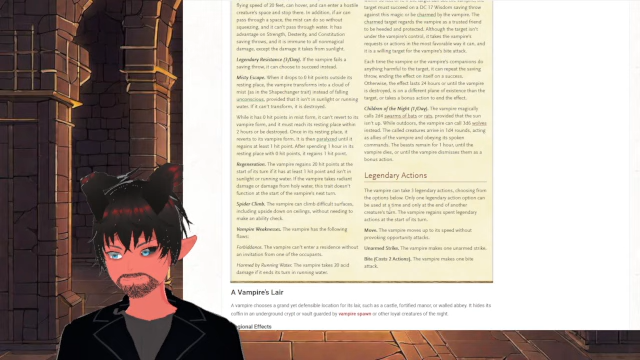 flying speed of 20 feet, can hover, and can enter a hostile
creature's space and stop there. In addition, if air can
pass through a space, the mist can do so without
squeezing, and it can't pass through water. It has
advantage on Strength, Dexterity, and Constitution
saving throws, and it is immune to all nonmagical
damage, except the damage it takes from sunlight.
Legendary Resistance (3/Day). If the vampire fails a
saving throw, it can choose to succeed instead.
Misty Escape. When it drops to 0 hit points outside its
resting place, the vampire transforms into a cloud of
mist (as in the Shapechanger trait) instead of falling
unconscious, provided that it isn't in sunlight or running
water. If it can't transform, it is destroyed.
While it has 0 hit points in mist form, it can't revert to its
vampire form, and it must reach its resting place within
2 hours or be destroyed. Once in its resting place, it
reverts to its vampire form. It is then paralyzed until it
regains at least 1 hit point. After spending 1 hour in its
resting place with 0 hit points, it regains 1 hit point.
Regeneration. The vampire regains 20 hit points at the
start of its turn if it has at least 1 hit point and isn't in
sunlight or running water. If the vampire takes radiant
damage or damage from holy water, this trait doesn't
function at the start of the vampire's next turn.
Spider Climb. The vampire can climb difficult surfaces,
including upside down on ceilings, without needing to
make an ability check.
Vampire Weaknesses. The vampire has the following
flaws:
Forbiddance. The vampire can't enter a residence without
an invitation from one of the occupants.
Harmed by Running Water. The vampire takes 20 acid
damage if it ends its turn in running water.
target must succeed on a DC 17 Wisdom saving throw
against this magic or be charmed by the vampire. The
charmed target regards the vampire as a trusted friend
to be heeded and protected. Although the target isn't
under the vampire's control, it takes the vampire's
requests or actions in the most favorable way it can, and
it is a willing target for the vampire's bite attack.
Each time the vampire or the vampire's companions do
anything harmful to the target, it can repeat the saving
throw, ending the effect on itself on a success.
Otherwise, the effect lasts 24 hours or until the vampire
is destroyed, is on a different plane of existence than the
target, or takes a bonus action to end the effect.
Children of the Night (1/Day). The vampire magically
calls 2d4 swarms of bats or rats, provided that the sun
isn't up. While outdoors, the vampire can call 3d6 wolves
instead. The called creatures arrive in 1d4 rounds, acting
as allies of the vampire and obeying its spoken
commands. The beasts remain for 1 hour, until the
vampire dies, or until the vampire dismisses them as a
bonus action.
Legendary Actions
The vampire can take 3 legendary actions, choosing from
the options below. Only one legendary action option can
be used at a time and only at the end of another
creature's turn. The vampire regains spent legendary
actions at the start of its turn.
Move. The vampire moves up to its speed without
provoking opportunity attacks.
Unarmed Strike. The vampire makes one unarmed strike.
Bite (Costs 2 Actions). The vampire makes one bite
attack.
A Vampire's Lair
A vampire chooses a grand yet defensible location for its lair, such as a castle, fortified manor, or walled abbey. It hides its
coffin in an underground crypt or vault guarded by vampire spawn or other loyal creatures of the night.
Regional Effects